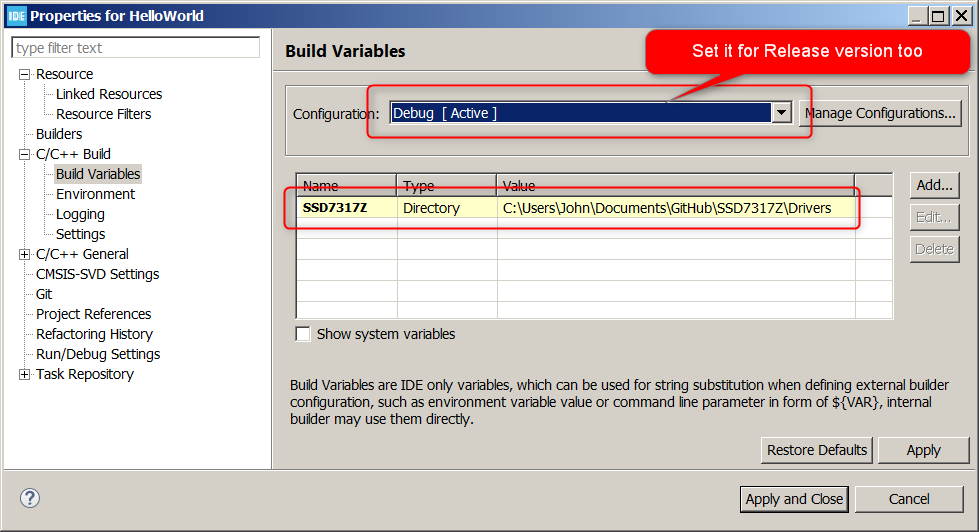 IDE Properties for HelloWorld
type filter text
Resource
Linked Resources
Resource Filters
Builders
C/C++ Build
Build Variables
Environment
Logging
Settings
C/C++ General
CMSIS-SVD Settings
Git
Project References
Refactoring History
Run/Debug Settings
Task Repository
Build Variables
Set it for Release version too
Configuration: Debug [ Active ] Manage Configurations...
Name Type Value
SSD7317Z Directory C:\Users\John\Documents\GitHub\SSD7317Z\Drivers
Add...
Edit...
Delete
Show system variables
Build Variables are IDE only variables, which can be used for string substitution when defining external builder
configuration, such as environment variable value or command line parameter in form of ${VAR}, internal
builder may use them directly.
Restore Defaults Apply
? Apply and Close Cancel